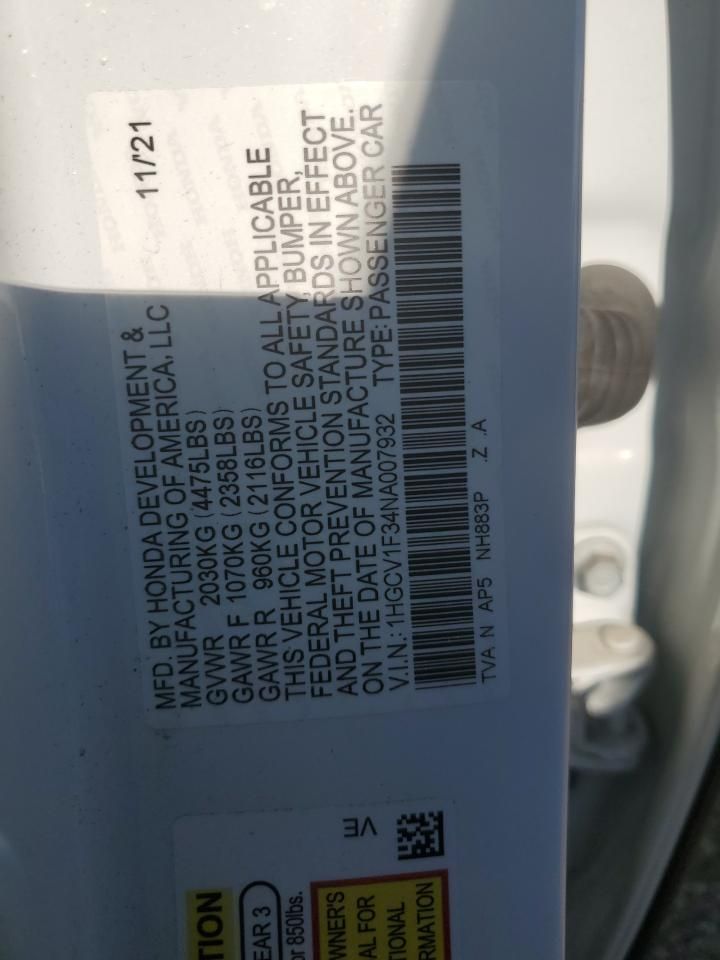 11/'21
MFD. BY HONDA DEVELOPMENT &
MANUFACTURING OF AMERICA, LLC
GVWR 2030KG (4475LBS)
GAWR F 1070KG (2358LBS)
GAWR R 960KG (2116LBS)
THIS VEHICLE CONFORMS TO ALL APPLICABLE
FEDERAL MOTOR VEHICLE SAFETY, BUMPER,
AND THEFT PREVENTION STANDARDS IN EFFECT
ON THE DATE OF MANUFACTURE SHOWN ABOVE.
V.I.N.: 1HGCV1F34NA007932 TYPE: PASSENGER CAR
TVA N AP5 NH883P .Z .A
VE
TION
EAR 3
or 850lbs.
WNER'S
AL FOR
TIONAL
ORMATION